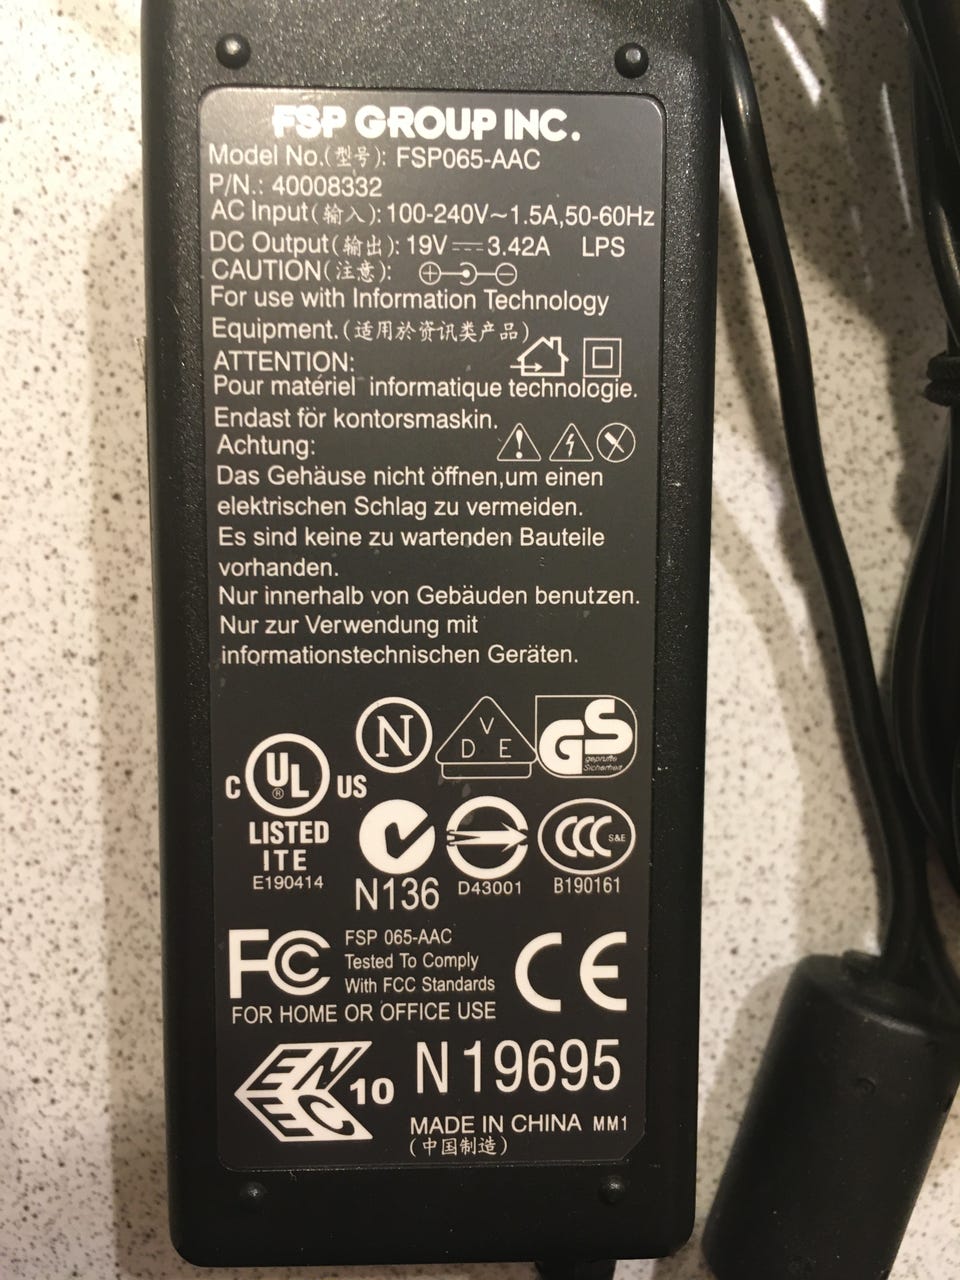 FSP GROUP INC.
Model No.(型号): FSP065-AAC
P/N.: 40008332
AC Input(输入):100-240V~1.5A,50-60Hz
DC Output(输出): 19V⎓3.42A LPS
CAUTION(注意):
For use with Information Technology
Equipment.(适用於资讯类产品)
ATTENTION:
Pour matériel informatique technologie.
Endast för kontorsmaskin.
Achtung:
Das Gehäuse nicht öffnen,um einen
elektrischen Schlag zu vermeiden.
Es sind keine zu wartenden Bauteile
vorhanden.
Nur innerhalb von Gebäuden benutzen.
Nur zur Verwendung mit
informationstechnischen Geräten.
N
V
D E
GS
geprüfte
Sicherheit
C UL® US
LISTED
ITE
E190414
N136
D43001
CCC S&E
B190161
FC
FSP 065-AAC
Tested To Comply
With FCC Standards
FOR HOME OR OFFICE USE
CE
ENEC 10
N19695
MADE IN CHINA MM1
(中国制造)